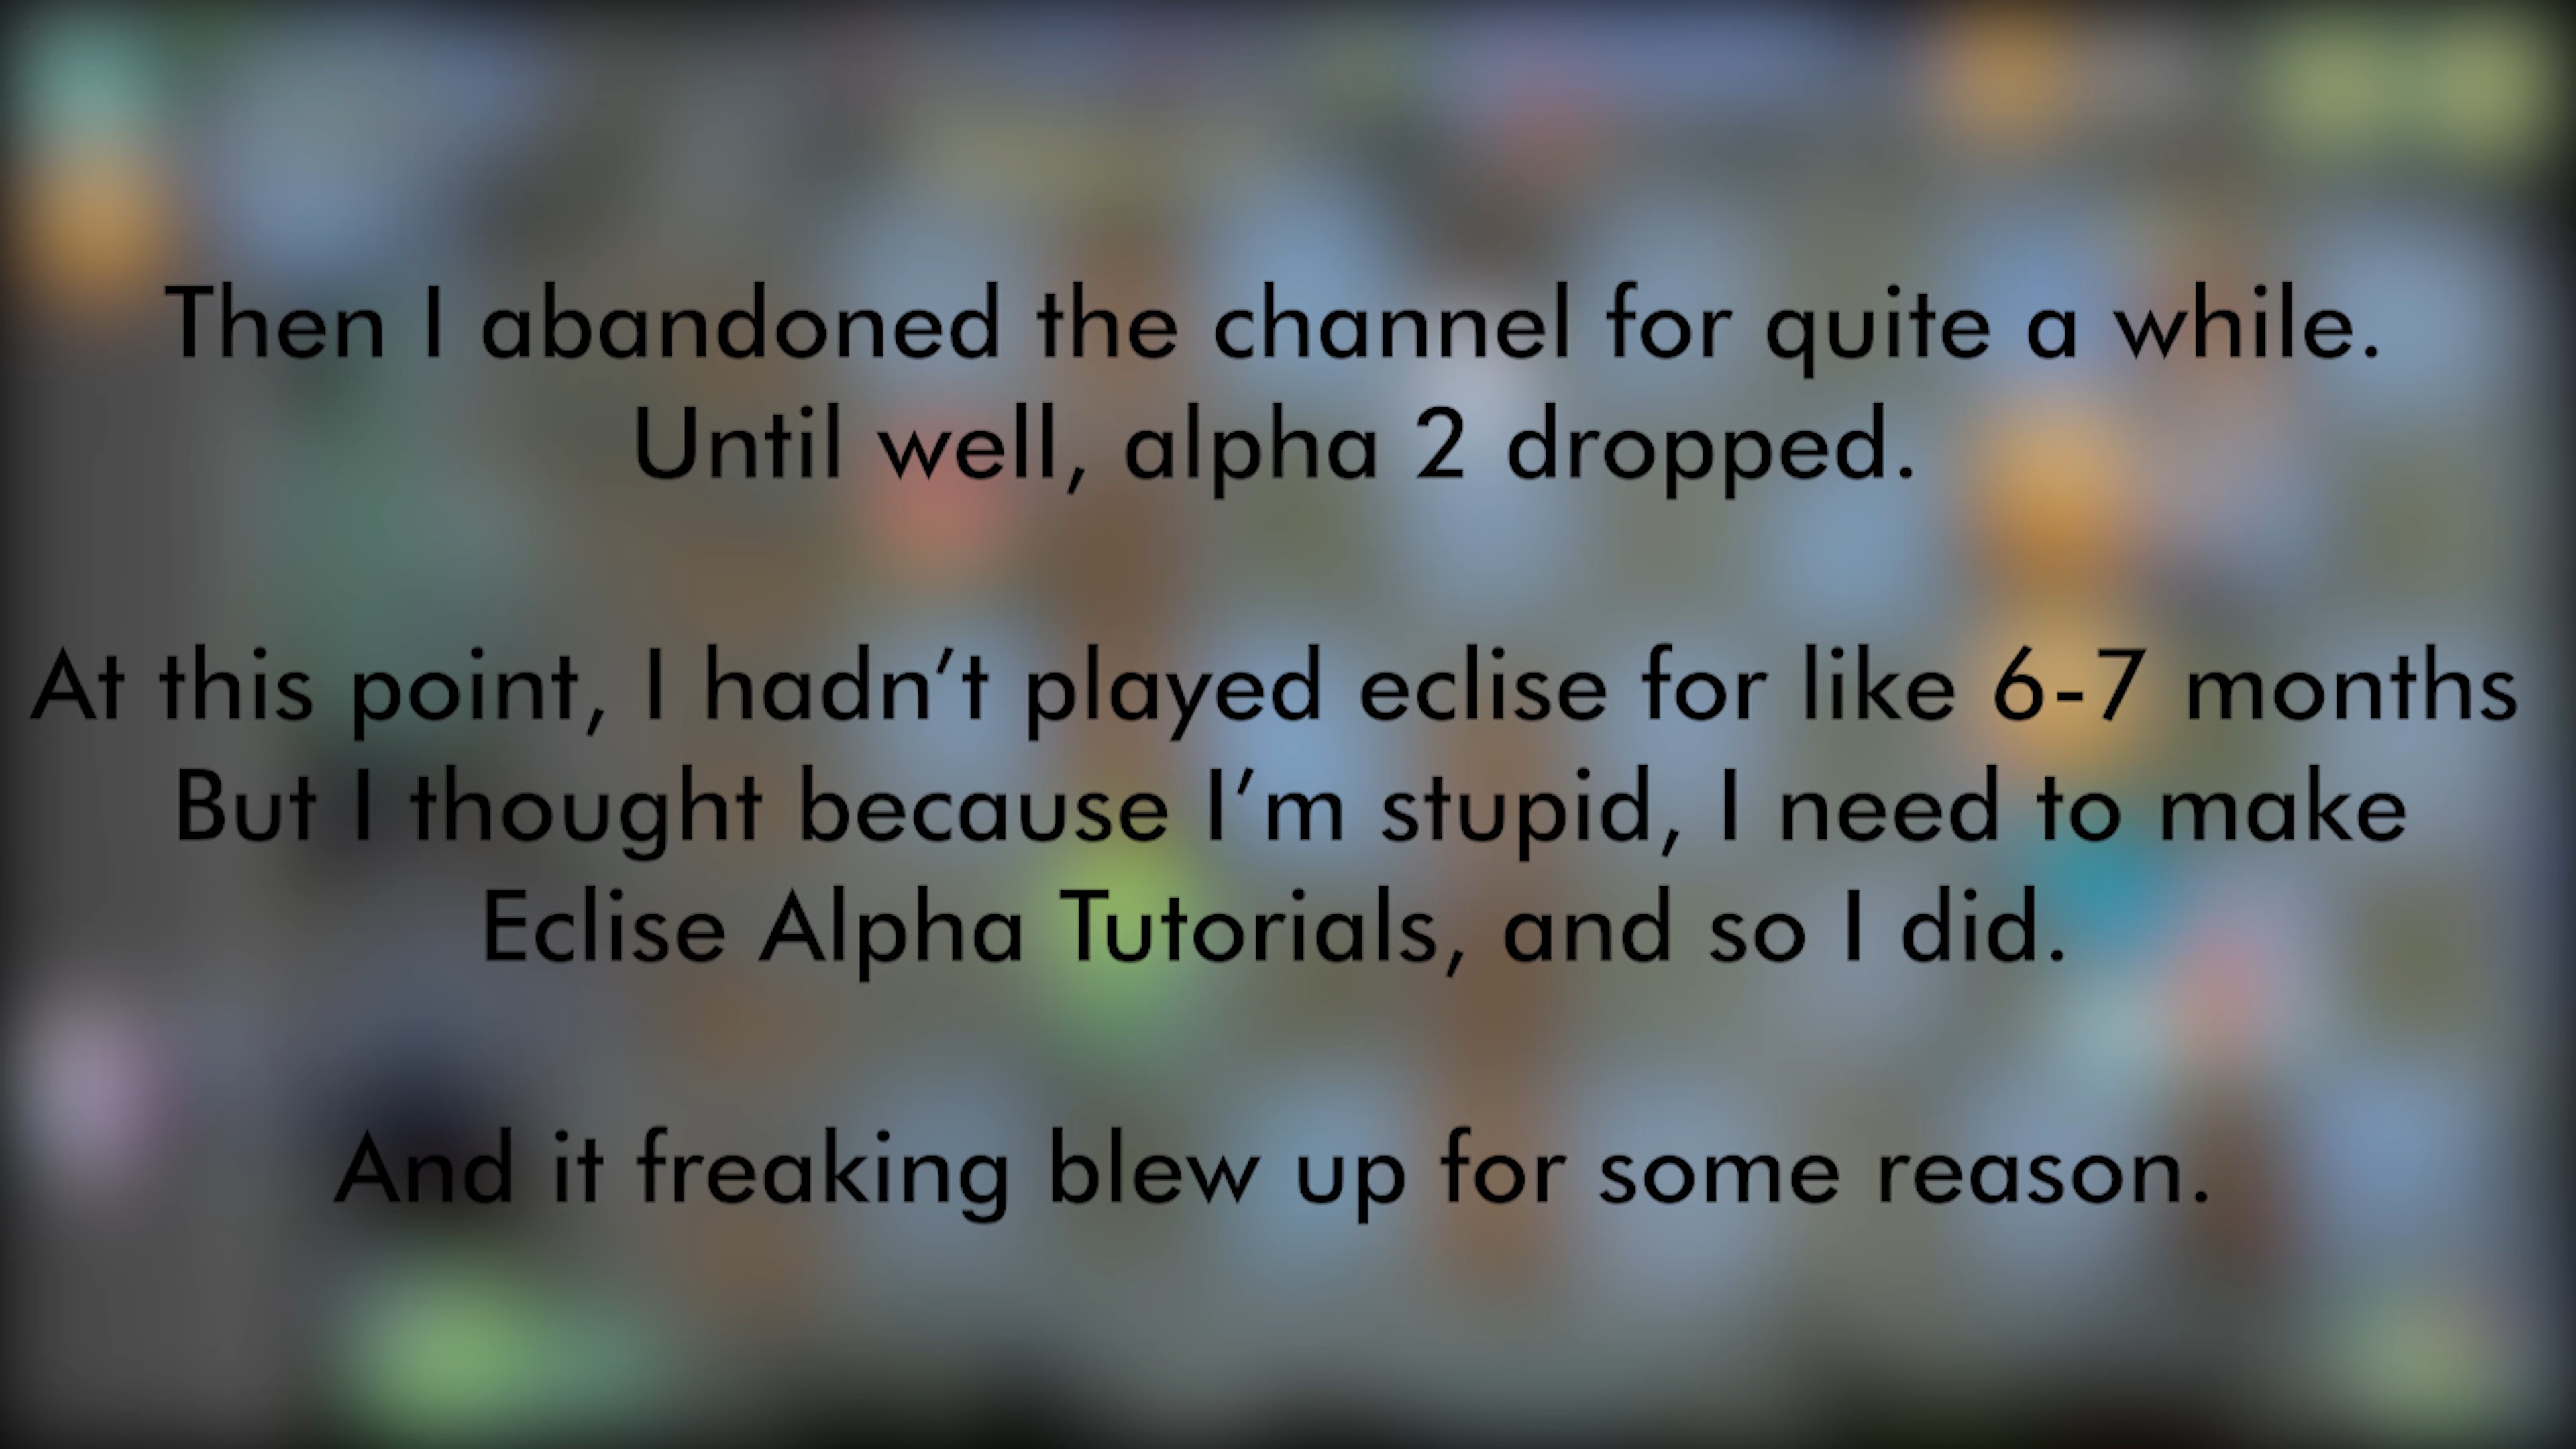 Then I abandoned the channel for quite a while.
Until well, alpha 2 dropped.
At this point, I hadn't played eclise for like 6-7 months
But I thought because I'm stupid, I need to make
Eclise Alpha Tutorials, and so I did.
And it freaking blew up for some reason.